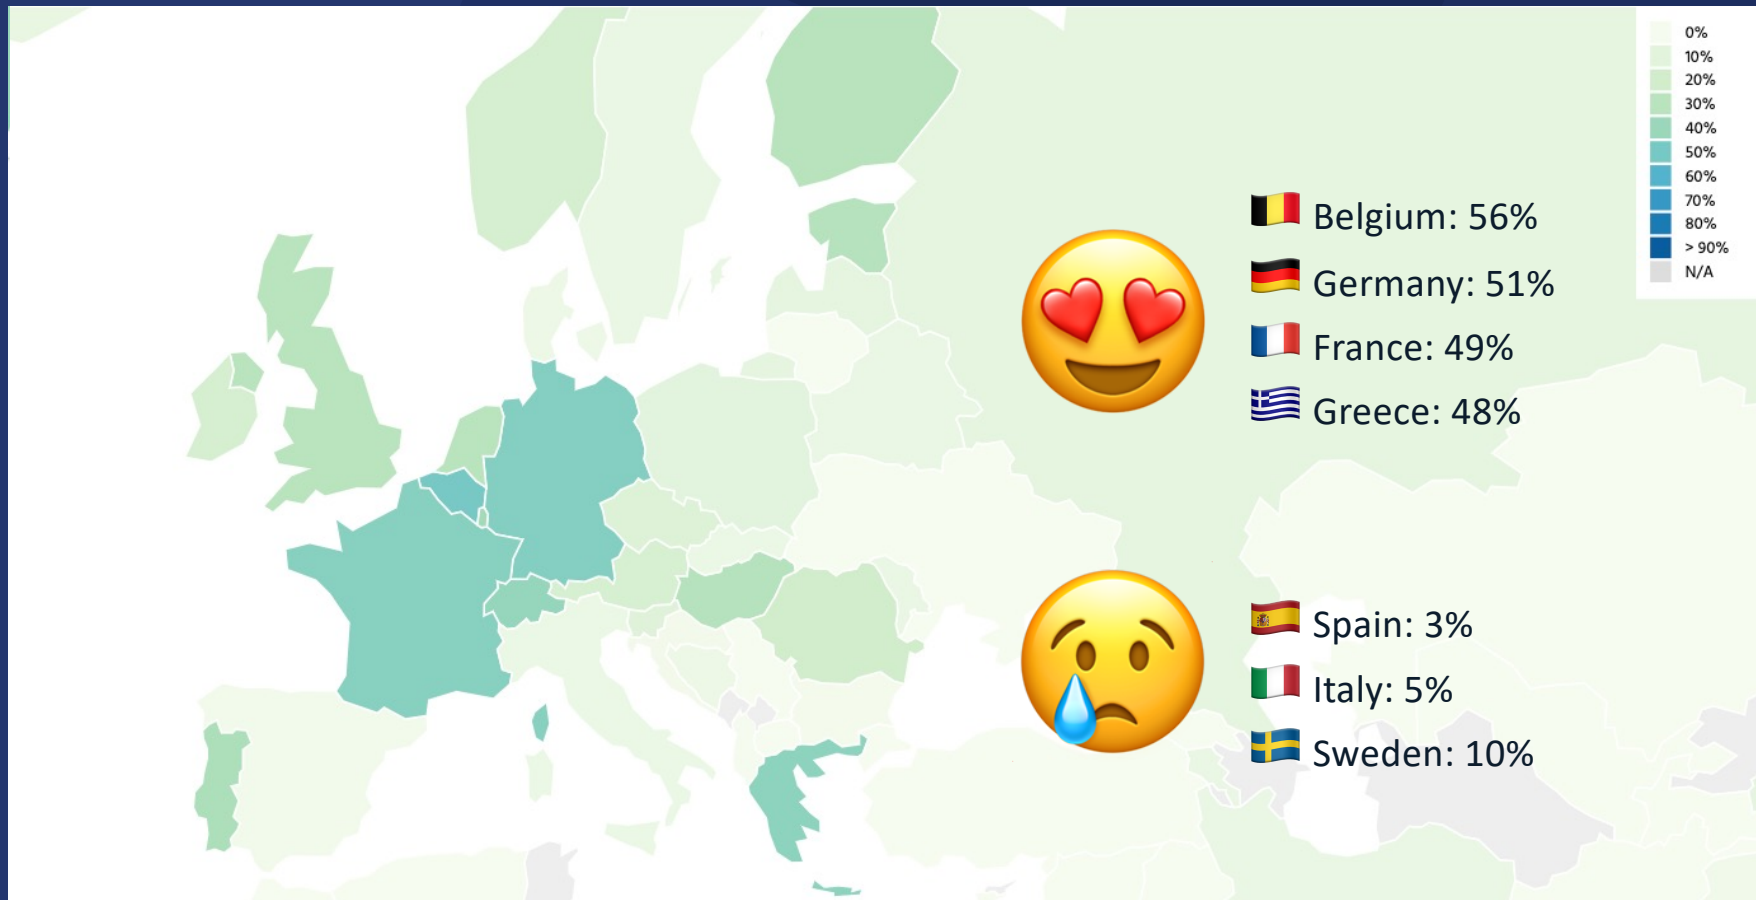 0%
10%
20%
30%
40%
50%
60%
70%
80%
> 90%
N/A
Belgium: 56%
Germany: 51%
France: 49%
Greece: 48%
Spain: 3%
Italy: 5%
Sweden: 10%